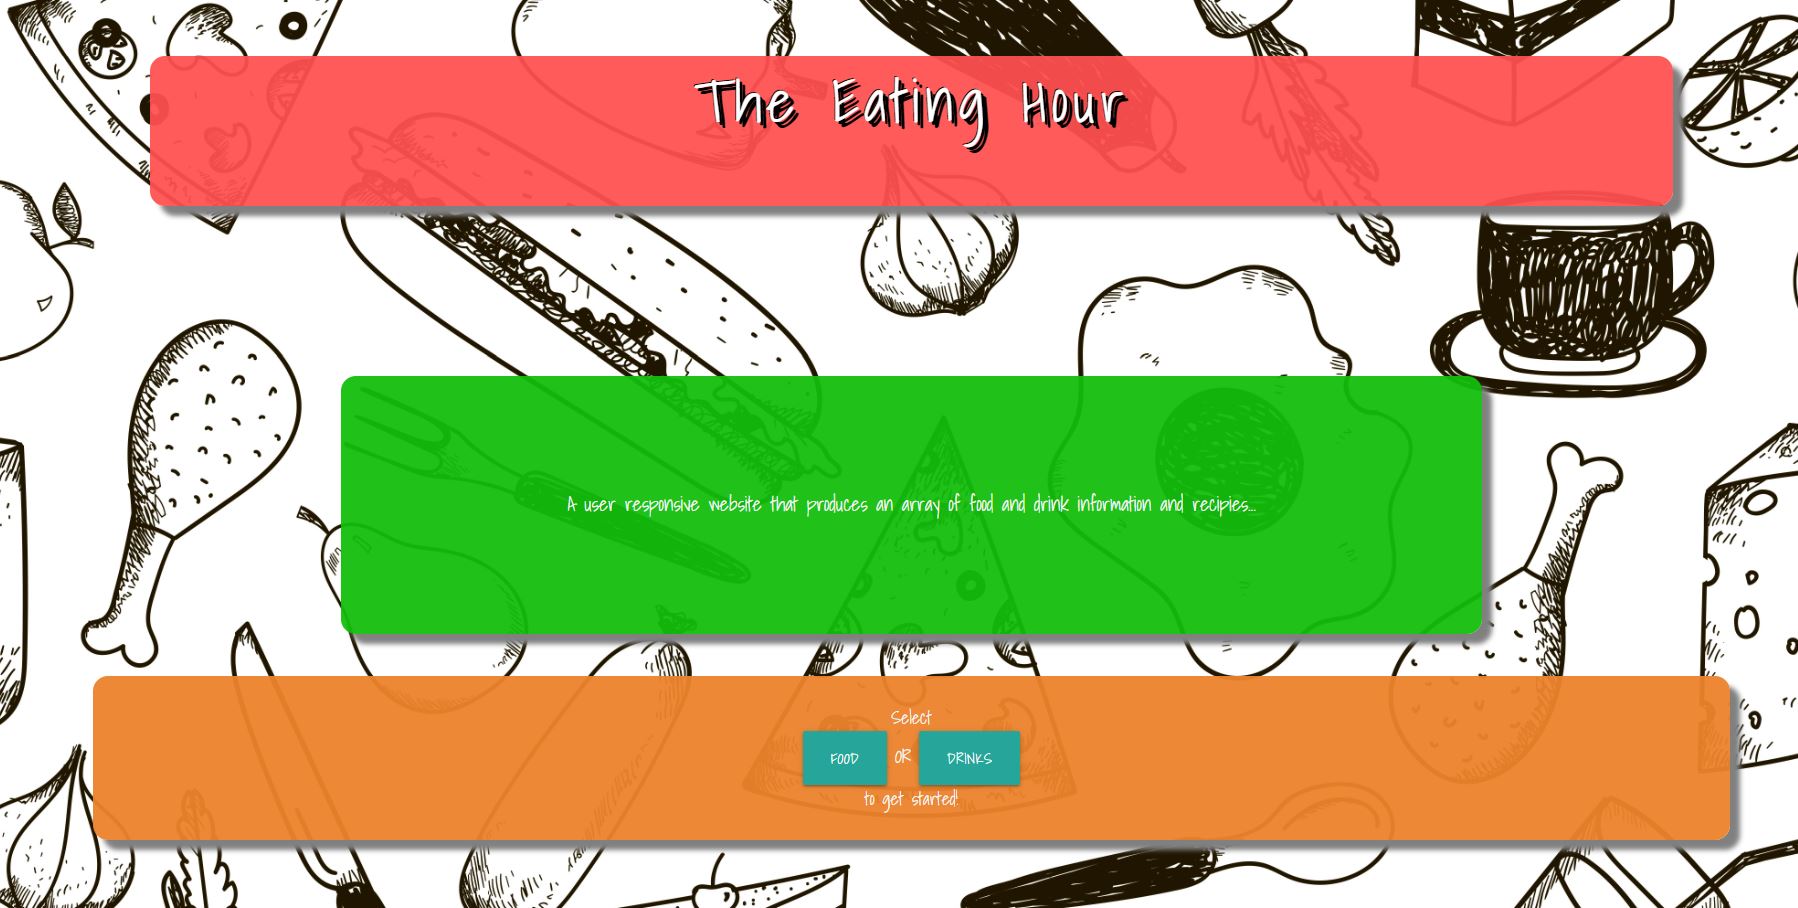 The Eating Hour
A user responsive website that produces an array of food and drink information and recipies...
Select
FOOD OR DRINKS
to get started!